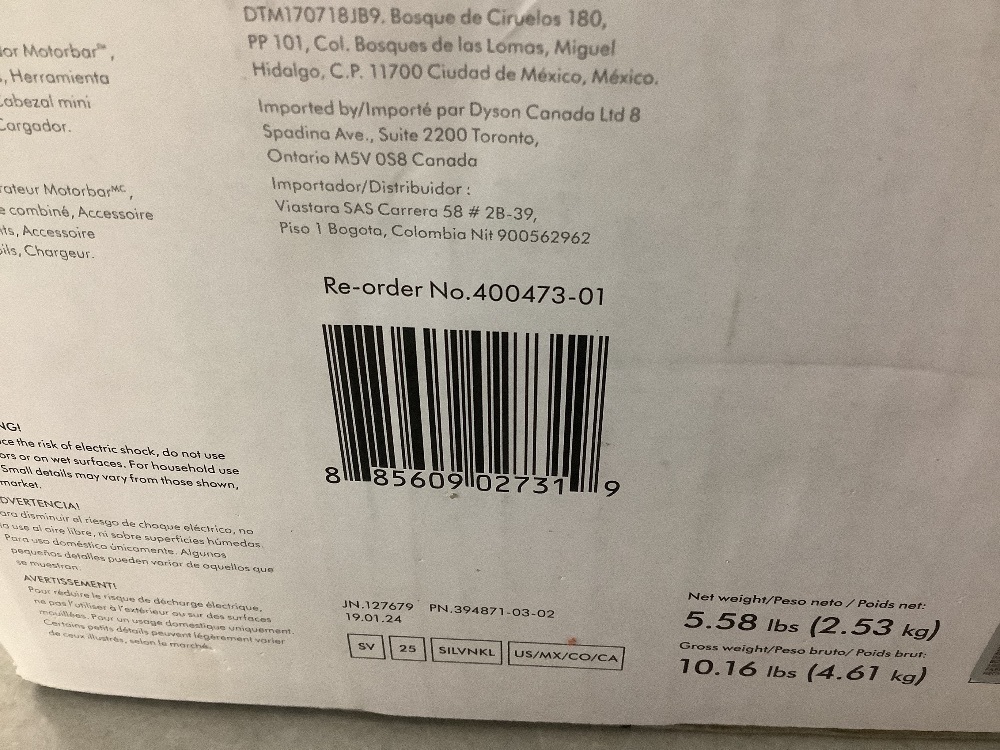 DTM170718JB9. Bosque de Ciruelos 180,
PP 101, Col. Bosques de las Lomas, Miguel
Hidalgo, C.P. 11700 Ciudad de México, México.
Imported by/Importé par Dyson Canada Ltd 8
Spadina Ave., Suite 2200 Toronto,
Ontario M5V 0S8 Canada
Importador/Distribuidor :
Viastara SAS Carrera 58 # 2B-39,
Piso 1 Bogota, Colombia Nit 900562962
or Motorbar™,
, Herramienta
Cabezal mini
Cargador.
rateur Motorbarᴹᶜ,
e combiné, Accessoire
nts, Accessoire
oils, Chargeur.
Re-order No.400473-01
8 85609 02731 9
NG!
ce the risk of electric shock, do not use
ors or on wet surfaces. For household use
Small details may vary from those shown,
market.
DVERTENCIA!
ara disminuir el riesgo de choque eléctrico, no
la use al aire libre, ni sobre superficies húmedas.
Para uso doméstico únicamente. Algunos
pequeños detalles pueden variar de aquellos que
se muestran.
AVERTISSEMENT!
Pour réduire le risque de décharge électrique,
ne pas l'utiliser à l'extérieur ou sur des surfaces
mouillées. Pour un usage domestique uniquement.
Certains petits détails peuvent légèrement varier
de ceux illustrés, selon le marché.
JN.127679 PN.394871-03-02
19.01.24
SV 25 SILVNKL US/MX/CO/CA
Net weight/Peso neto / Poids net:
5.58 lbs (2.53 kg)
Gross weight/Peso bruto/ Poids brut:
10.16 lbs (4.61 kg)